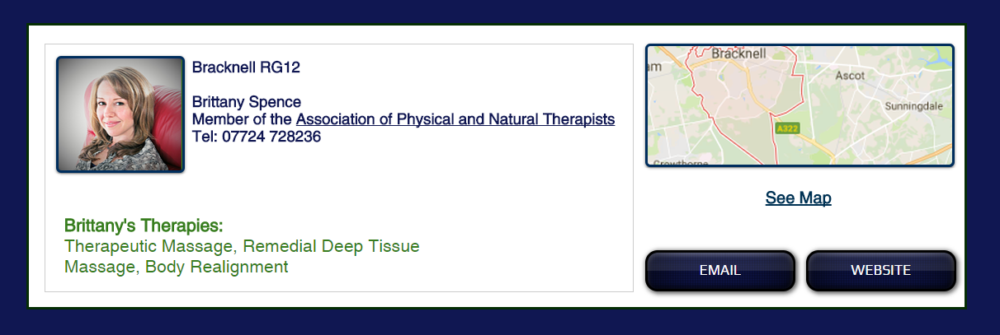 Bracknell RG12
Brittany Spence
Member of the Association of Physical and Natural Therapists
Tel: 07724 728236
Brittany's Therapies:
Therapeutic Massage, Remedial Deep Tissue
Massage, Body Realignment
Bracknell
am
Ascot
Sunningdale
A322
Crowthorne
See Map
EMAIL
WEBSITE